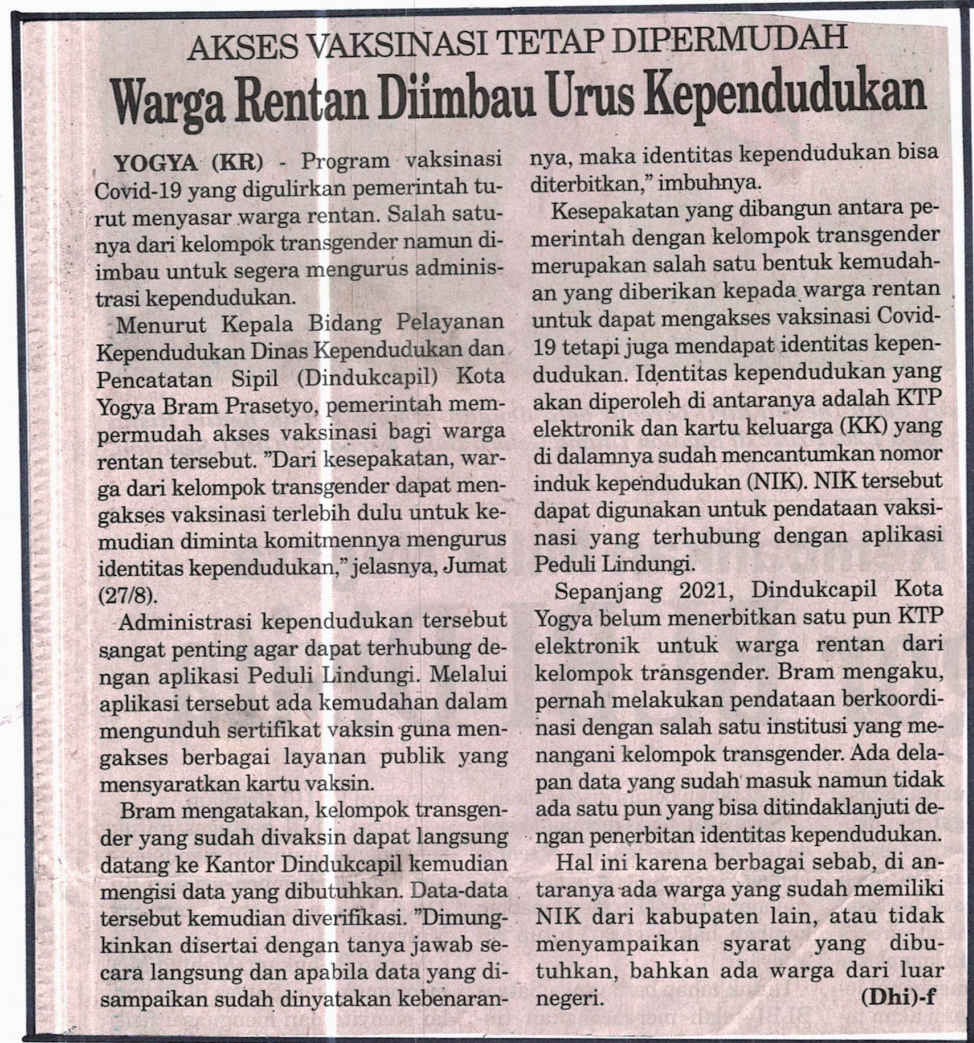 AKSES VAKSINASI TETAP DIPERMUDAH
Warga Rentan Diimbau Urus Kependudukan
YOGYA (KR) - Program vaksinasi
Covid-19 yang digulirkan pemerintah tu-
rut menyasar warga rentan. Salah satu-
nya dari kelompok transgender namun di-
imbau untuk segera mengurus adminis-
trasi kependudukan.
Menurut Kepala Bidang Pelayanan
Kependudukan Dinas Kependudukan dan
Pencatatan Sipil (Dindukcapil) Kota
Yogya Bram Prasetyo, pemerintah mem-
permudah akses vaksinasi bagi warga
rentan tersebut. "Dari kesepakatan, war-
ga dari kelompok transgender dapat men-
gakses vaksinasi terlebih dulu untuk ke-
mudian diminta komitmennya mengurus
identitas kependudukan," jelasnya, Jumat
(27/8).
Administrasi kependudukan tersebut
sangat penting agar dapat terhubung de-
ngan aplikasi Peduli Lindungi. Melalui
aplikasi tersebut ada kemudahan dalam
mengunduh sertifikat vaksin guna men-
gakses berbagai layanan publik yang
mensyaratkan kartu vaksin.
Bram mengatakan, kelompok transgen-
der yang sudah divaksin dapat langsung
datang ke Kantor Dindukcapil kemudian
mengisi data yang dibutuhkan. Data-data
tersebut kemudian diverifikasi. "Dimung-
kinkan disertai dengan tanya jawab se-
cara langsung dan apabila data yang di-
sampaikan sudah dinyatakan kebenaran-
nya, maka identitas kependudukan bisa
diterbitkan," imbuhnya.
Kesepakatan yang dibangun antara pe-
merintah dengan kelompok transgender
merupakan salah satu bentuk kemudah-
an yang diberikan kepada warga rentan
untuk dapat mengakses vaksinasi Covid-
19 tetapi juga mendapat identitas kepen-
dudukan. Identitas kependudukan yang
akan diperoleh di antaranya adalah KTP
elektronik dan kartu keluarga (KK) yang
di dalamnya sudah mencantumkan nomor
induk kependudukan (NIK). NIK tersebut
dapat digunakan untuk pendataan vaksi-
nasi yang terhubung dengan aplikasi
Peduli Lindungi.
Sepanjang 2021, Dindukcapil Kota
Yogya belum menerbitkan satu pun KTP
elektronik untuk warga rentan dari
kelompok transgender. Bram mengaku,
pernah melakukan pendataan berkoordi-
nasi dengan salah satu institusi yang me-
nangani kelompok transgender. Ada dela-
pan data yang sudah masuk namun tidak
ada satu pun yang bisa ditindaklanjuti de-
ngan penerbitan identitas kependudukan.
Hal ini karena berbagai sebab, di an-
taranya ada warga yang sudah memiliki
NIK dari kabupaten lain, atau tidak
menyampaikan syarat yang dibu-
tuhkan, bahkan ada warga dari luar
negeri. (Dhi)-f